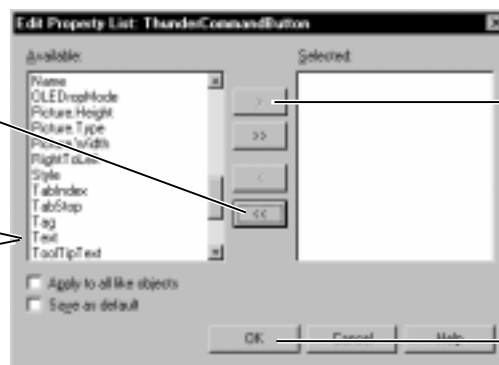 Edit Property List: ThunderCommandButton
Available:
Selected:
Name
OLEDropMode
Picture.Height
Picture.Type
Picture.Width
RightToLeft
Style
TabIndex
TabStop
Tag
Text
ToolTipText
>
>>
<
<<
Apply to all like objects
Save as default
OK
Cancel
Help